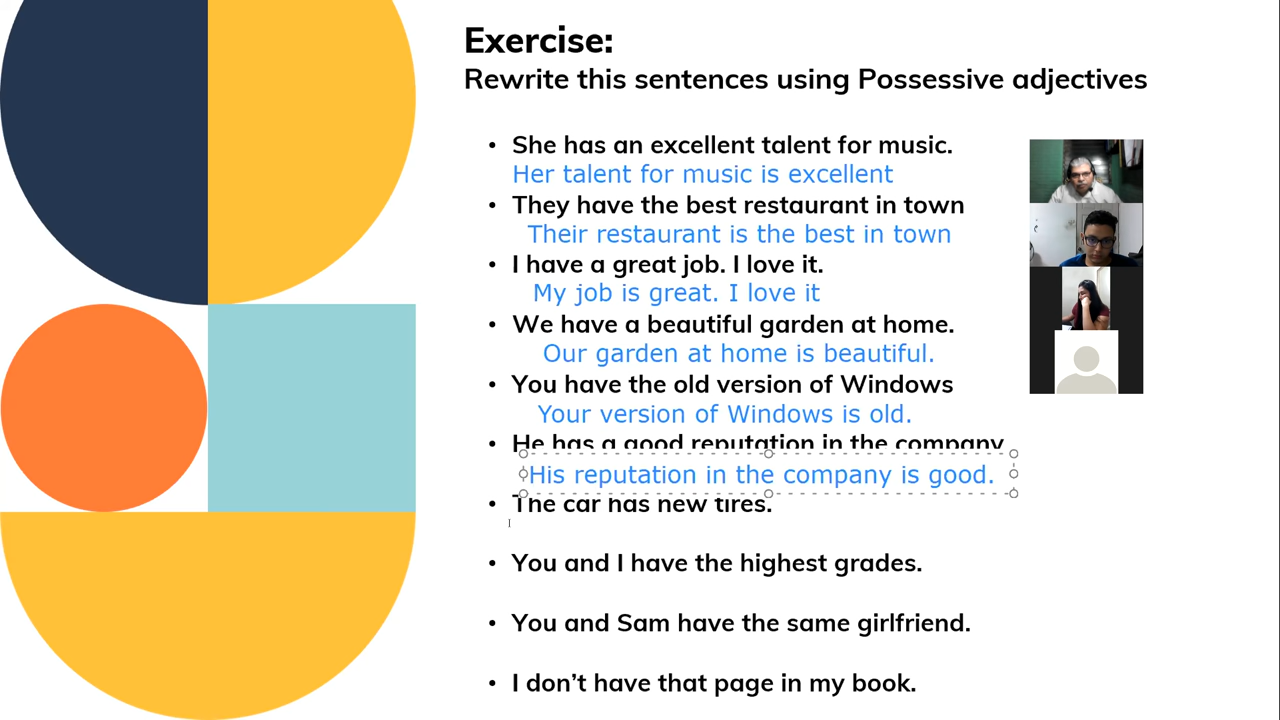 Exercise:
Rewrite this sentences using Possessive adjectives
• She has an excellent talent for music.
Her talent for music is excellent
• They have the best restaurant in town
Their restaurant is the best in town
• I have a great job. I love it.
My job is great. I love it
• We have a beautiful garden at home.
Our garden at home is beautiful.
• You have the old version of Windows
Your version of Windows is old.
• He has a good reputation in the company
His reputation in the company is good.
• The car has new tires.
• You and I have the highest grades.
• You and Sam have the same girlfriend.
• I don’t have that page in my book.